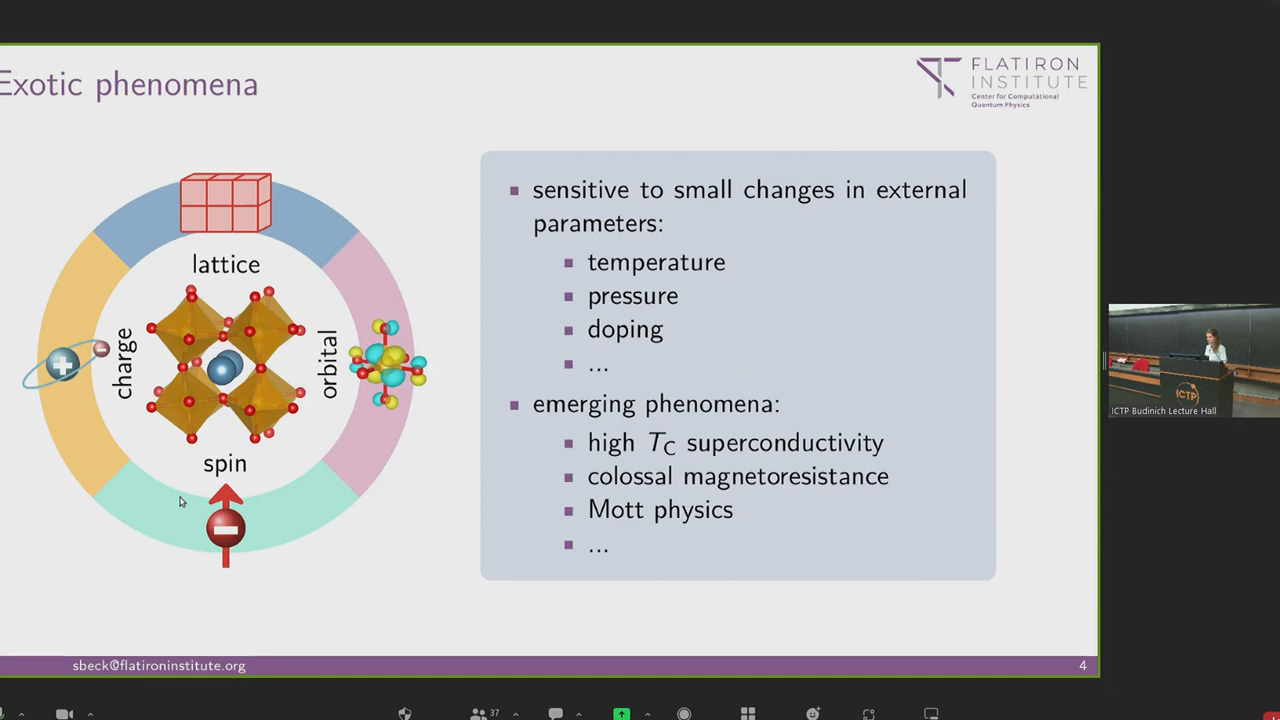 Exotic phenomena
FLATIRON
INSTITUTE
Center for Computational
Quantum Physics
lattice
charge
orbital
spin
sensitive to small changes in external
parameters:
temperature
pressure
doping
...
emerging phenomena:
high TC superconductivity
colossal magnetoresistance
Mott physics
...
ICTP
ICTP Budinich Lecture Hall
sbeck@flatironinstitute.org
4
37